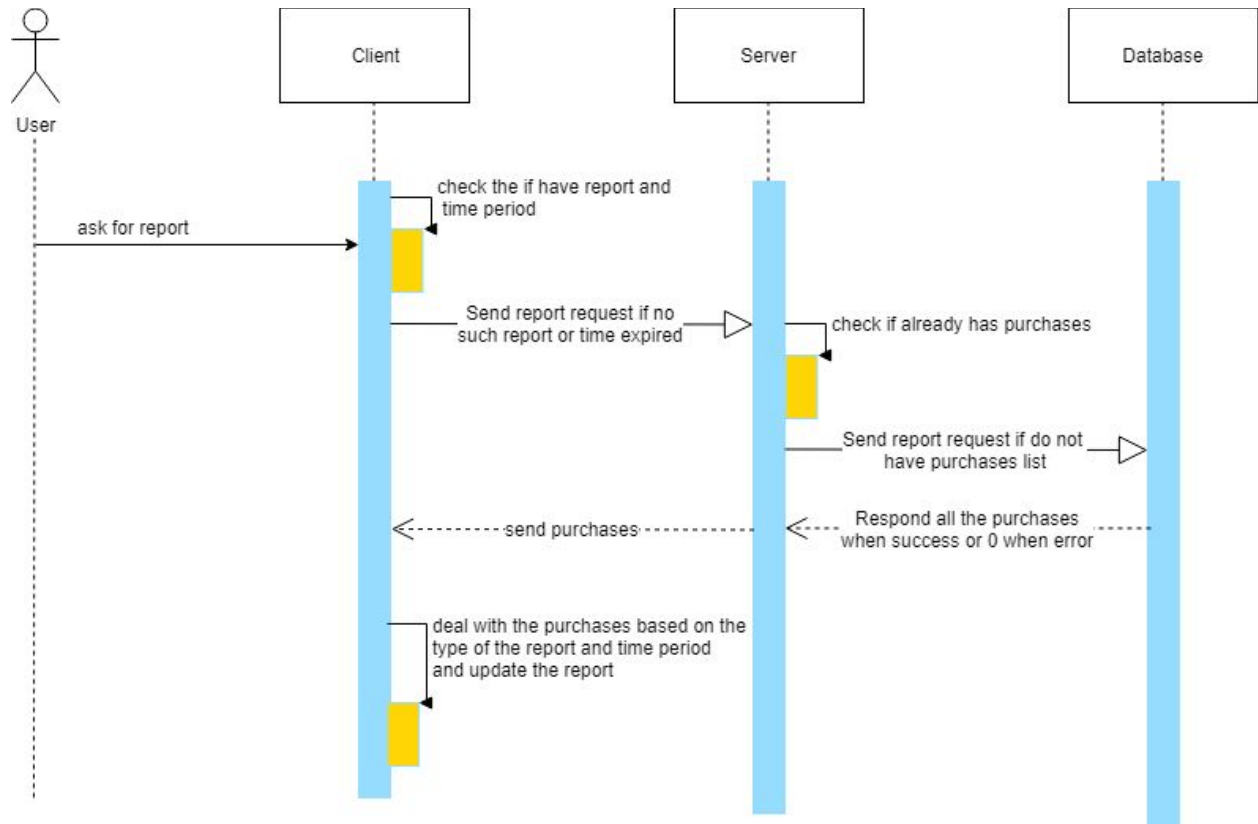 Client
Server
Database
User
check the if have report and
time period
ask for report
Send report request if no
such report or time expired
check if already has purchases
Send report request if do not
have purchases list
send purchases
Respond all the purchases
when success or 0 when error
deal with the purchases based on the
type of the report and time period
and update the report